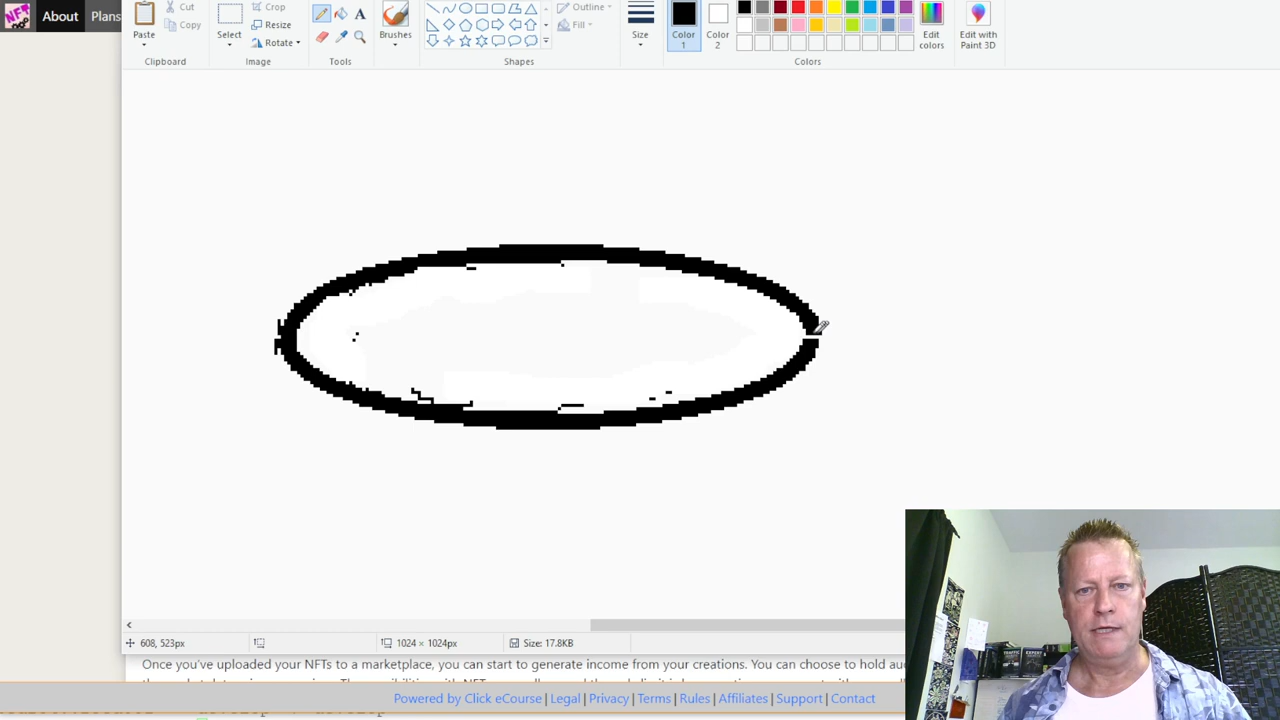 NFT
About Plans
Paste
Cut
Copy
Clipboard
Select
Crop
Resize
Rotate
Image
A
Tools
Brushes
Outline
Fill
Shapes
Size
Color 1
Color 2
Edit colors
Colors
Edit with Paint 3D
608, 523px
1024 × 1024px
Size: 17.8KB
Once you've uploaded your NFTs to a marketplace, you can start to generate income from your creations. You can choose to hold
Powered by Click eCourse | Legal | Privacy | Terms | Rules | Affiliates | Support | Contact